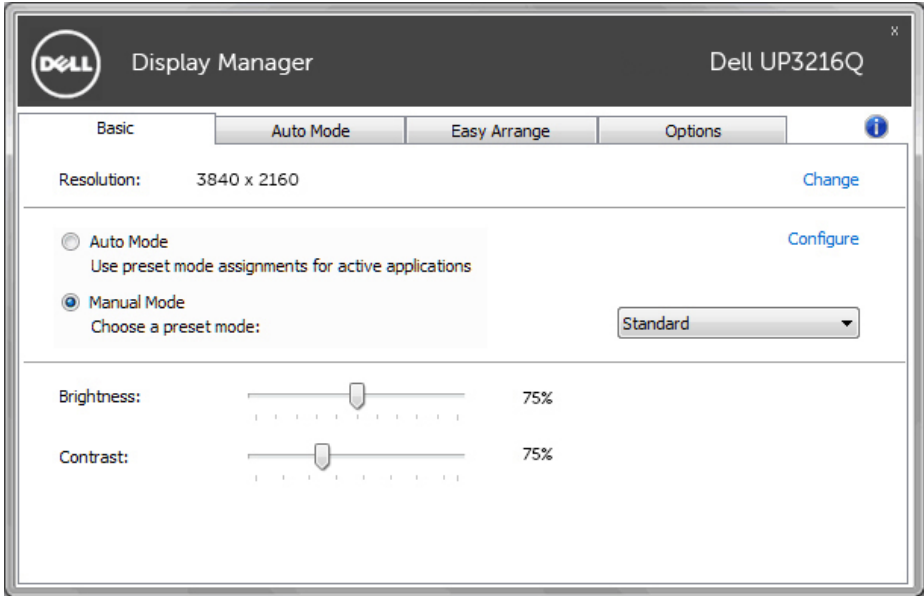 x
DELL Display Manager Dell UP3216Q
Basic Auto Mode Easy Arrange Options i
Resolution: 3840 x 2160 Change
Auto Mode Configure
Use preset mode assignments for active applications
Manual Mode
Choose a preset mode: Standard
Brightness: 75%
Contrast: 75%